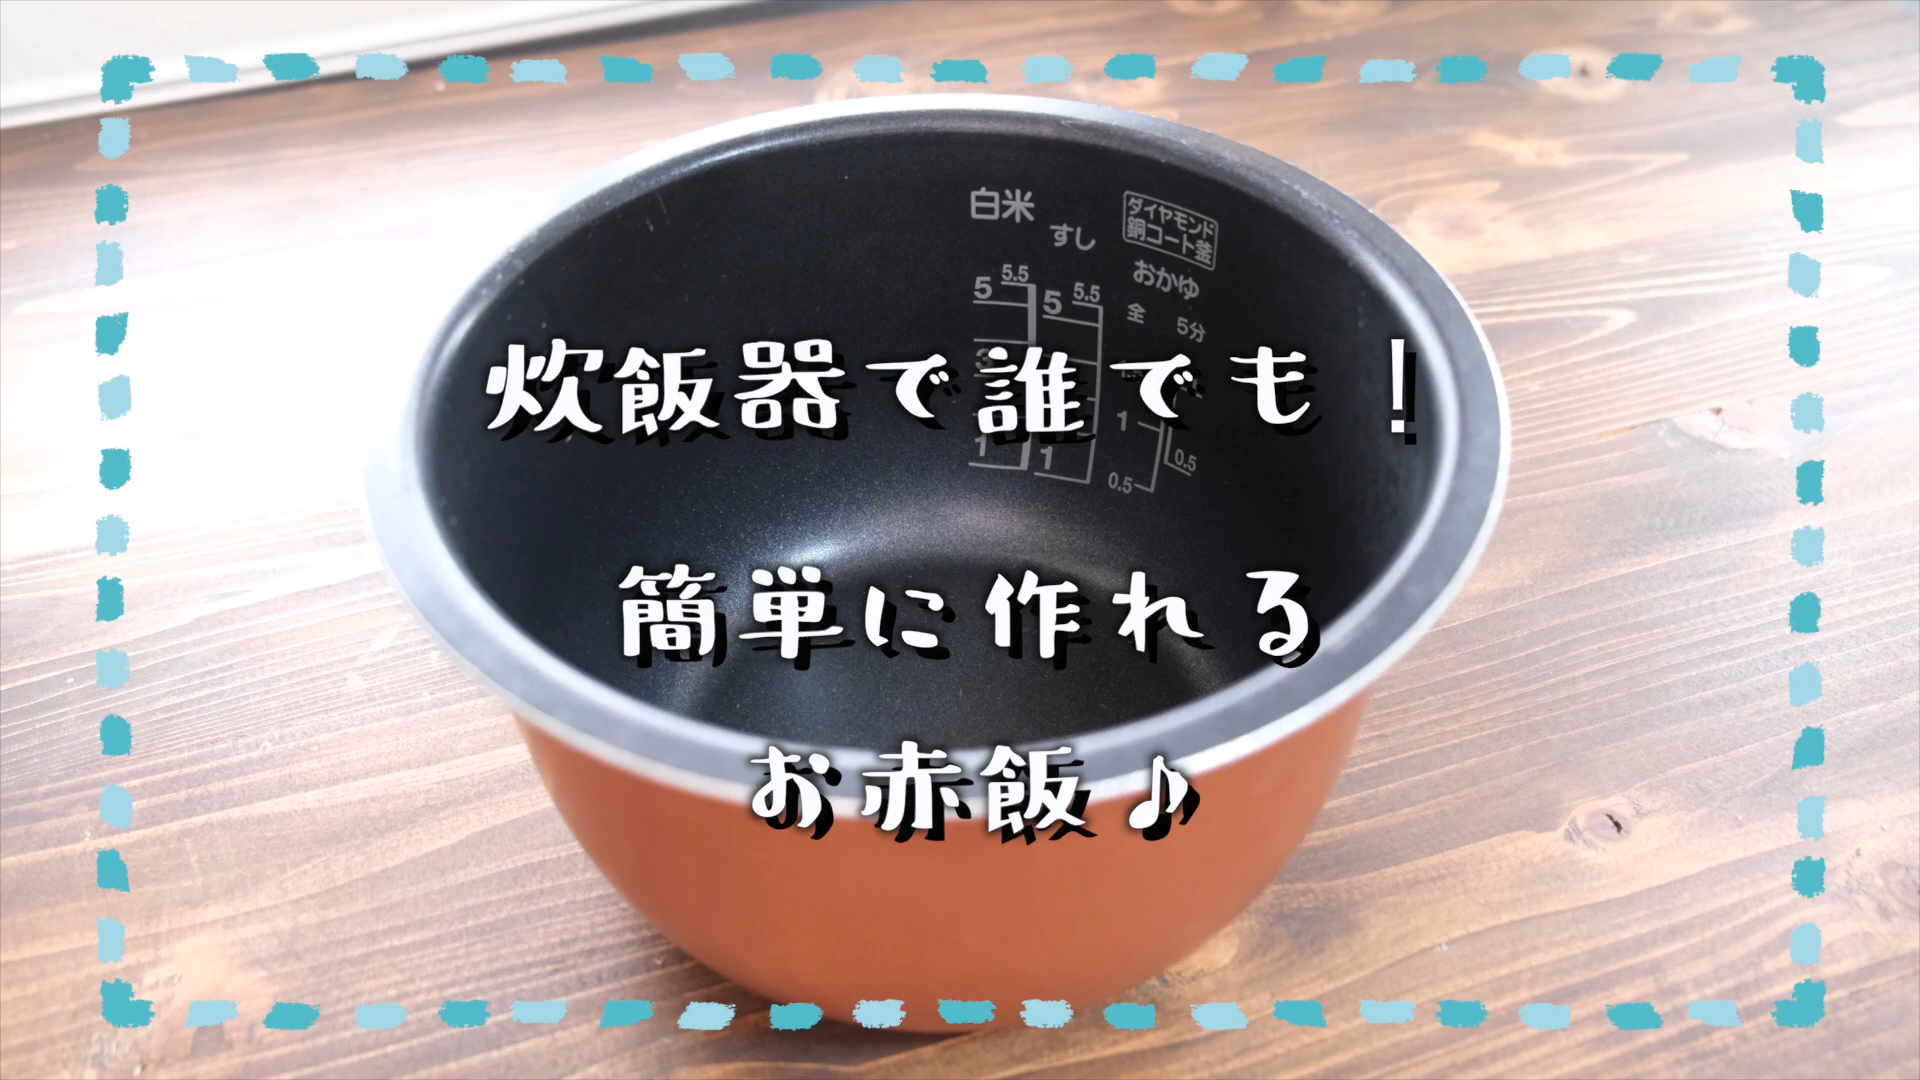 白米
すし
ダイヤモンド
銅コート釜
おかゆ
全 5分
5.5
5
5.5
5
3
炊飯器で誰でも！
1
1
1
0.5
0.5
簡単に作れる
お赤飯♪